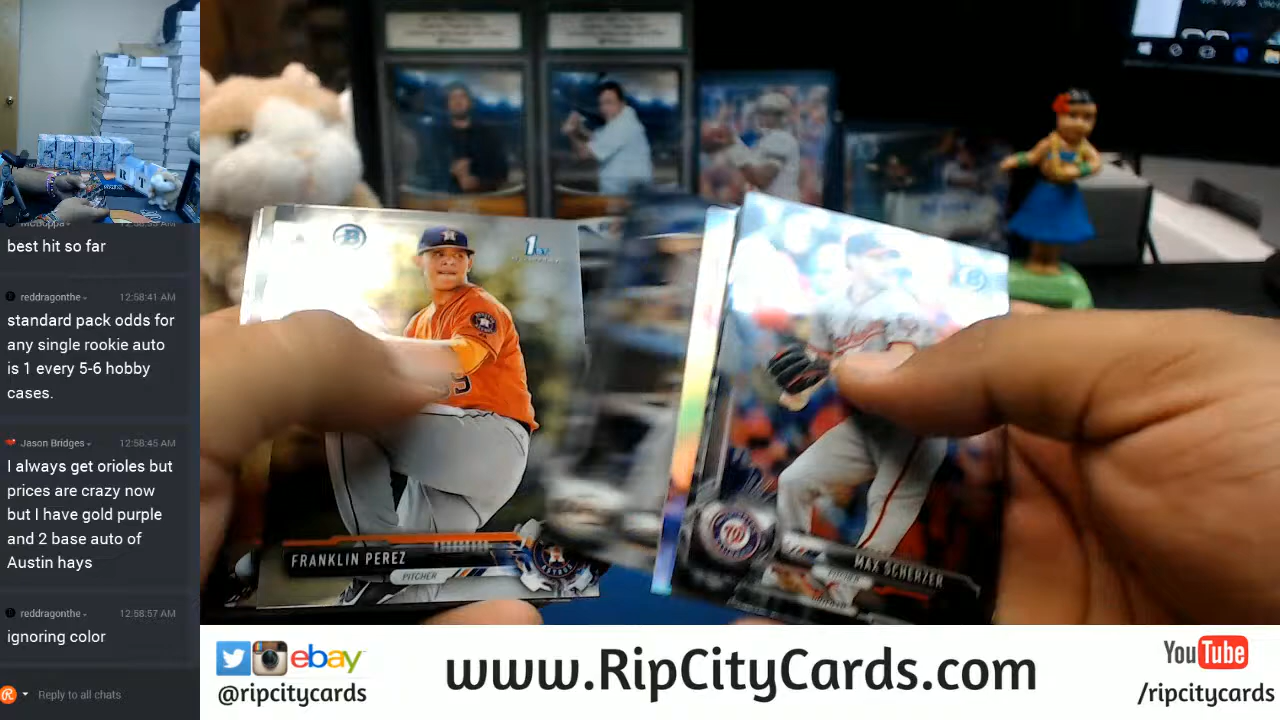 best hit so far
reddragonthe 12:58:41 AM
standard pack odds for
any single rookie auto
is 1 every 5-6 hobby
cases.
Jason Bridges 12:58:45 AM
I always get orioles but
prices are crazy now
but I have gold purple
and 2 base auto of
Austin hays
reddragonthe 12:58:57 AM
ignoring color
Reply to all chats
1ST
FRANKLIN PEREZ
PITCHER
MAX SCHERZER
PITCHER
ebay
@ripcitycards
www.RipCityCards.com
YouTube
/ripcitycards